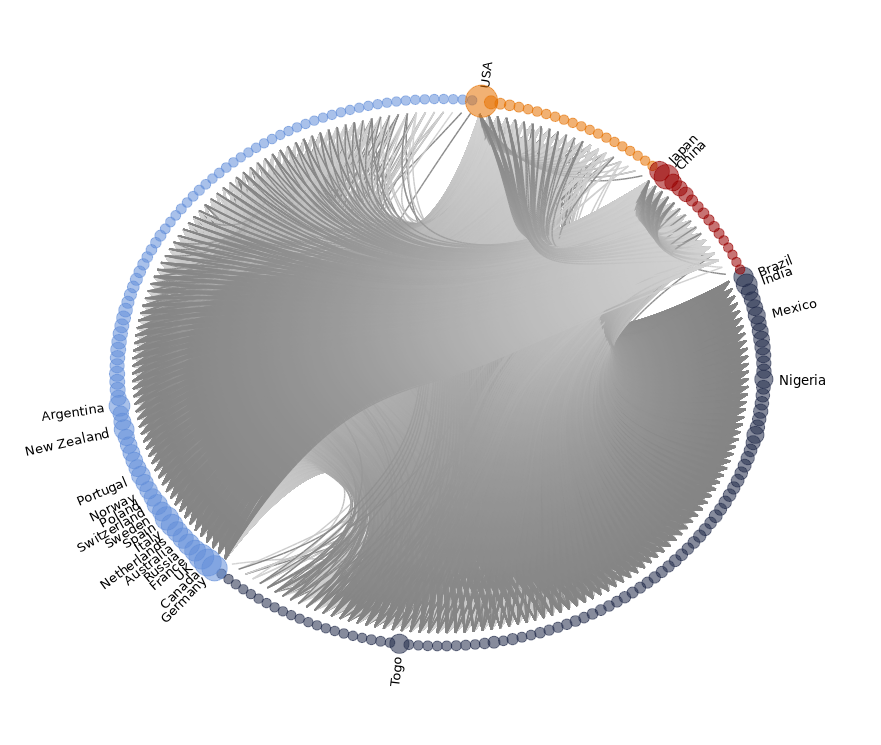 USA
Japan
China
Brazil
India
Mexico
Nigeria
Argentina
New Zealand
Portugal
Norway
Poland
Switzerland
Sweden
Spain
Italy
Netherlands
Australia
Russia
France
UK
Canada
Germany
Togo